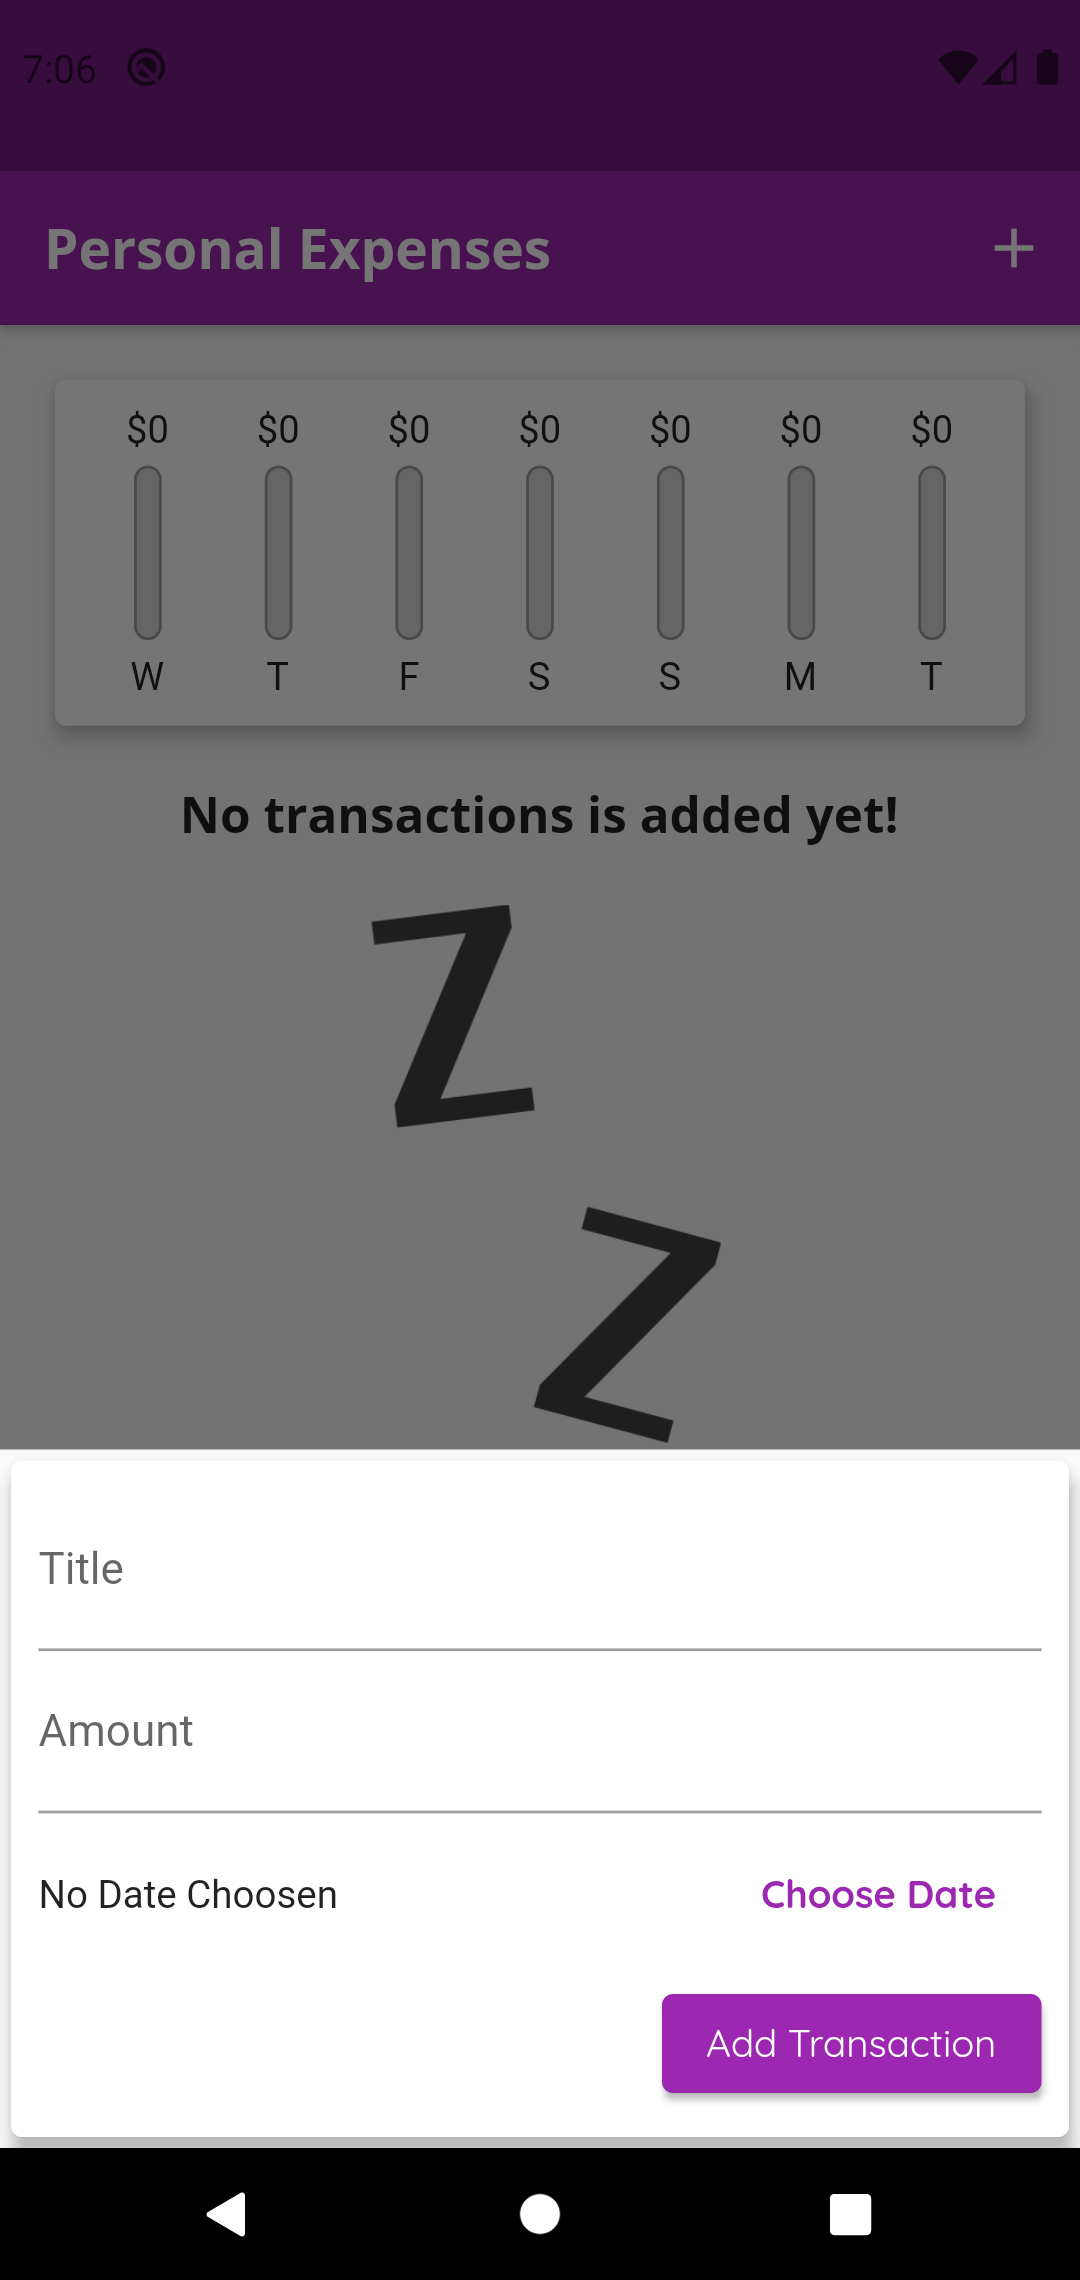 7:06
Personal Expenses
$0 $0 $0 $0 $0 $0 $0
W T F S S M T
No transactions is added yet!
Z
Z
Title
Amount
No Date Choosen Choose Date
Add Transaction